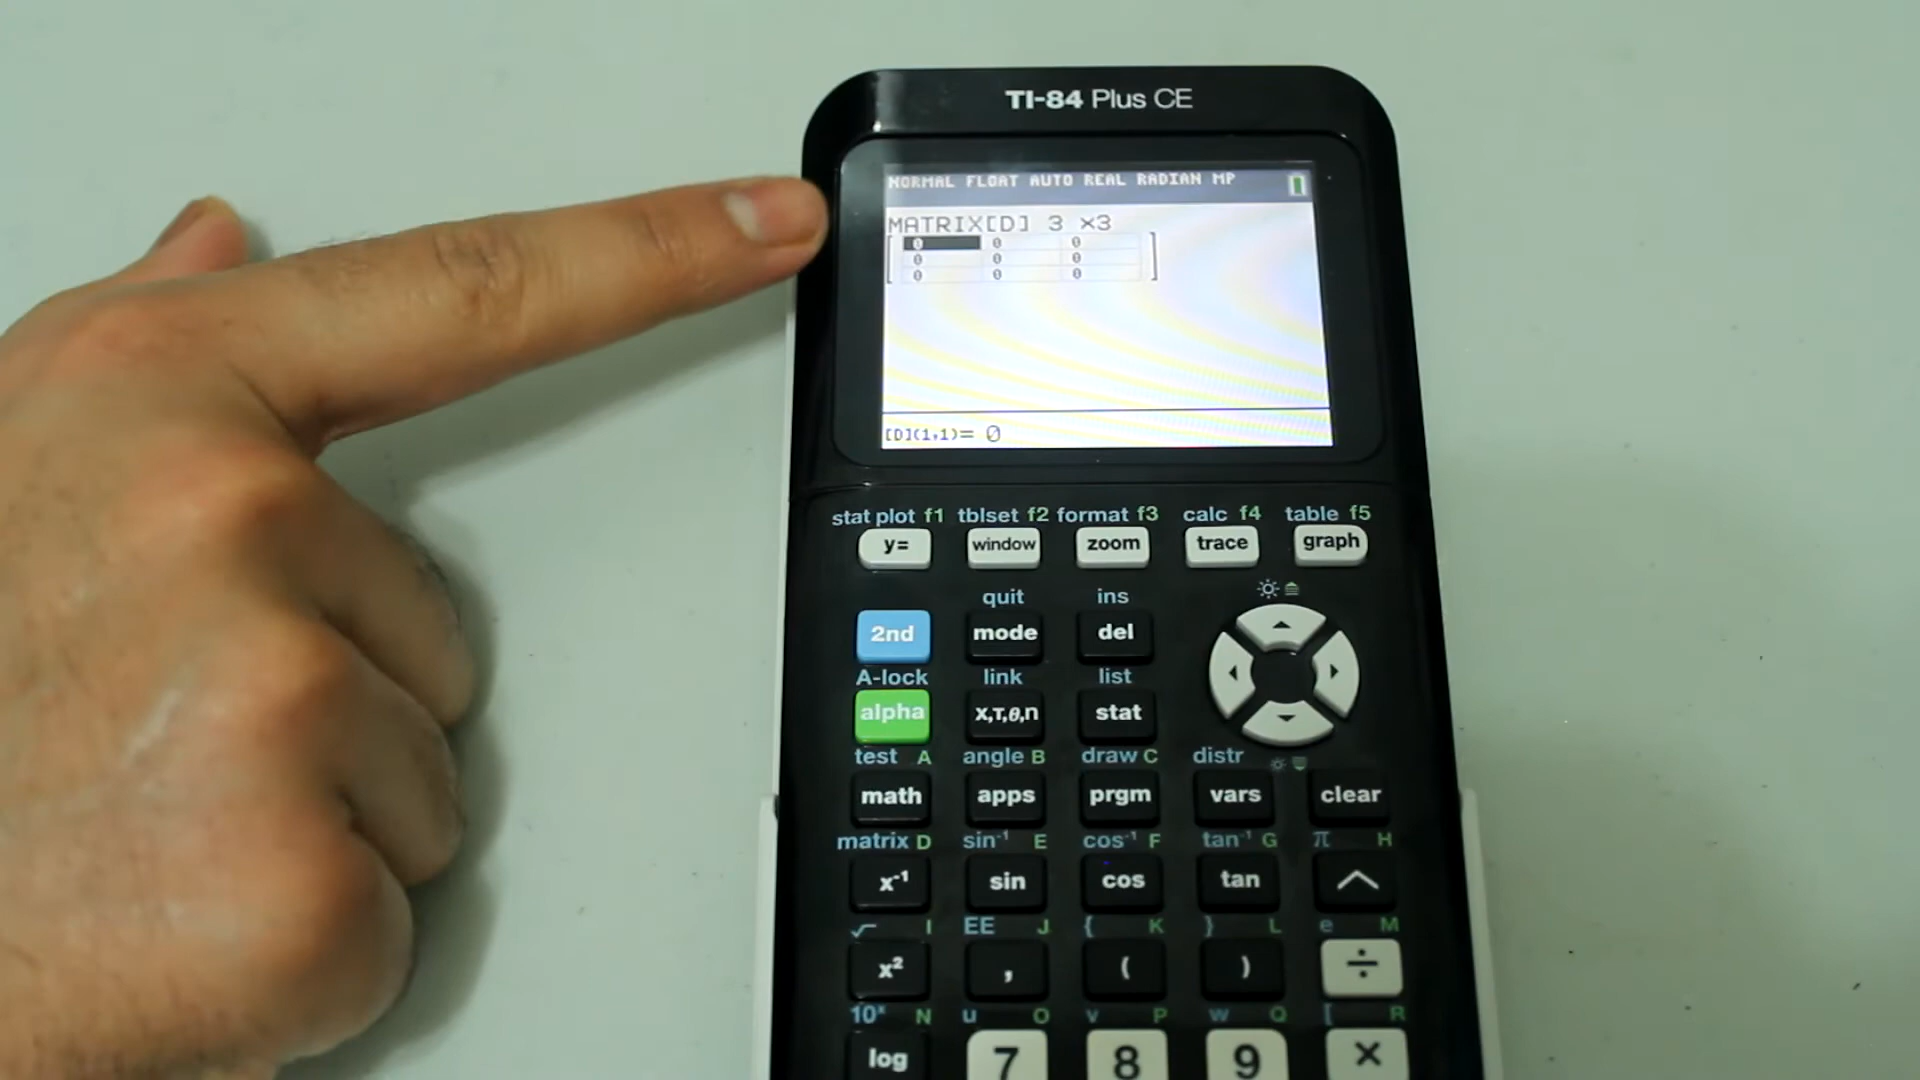 TI-84 Plus CE
NORMAL FLOAT AUTO REAL RADIAN MP
MATRIX[D] 3 ×3
0 0 0
0 0 0
0 0 0
[D](1,1)= 0
stat plot f1 tblset f2 format f3 calc f4 table f5
y= window zoom trace graph
quit ins
2nd mode del
A-lock link list
alpha X,T,θ,n stat
test A angle B draw C distr
math apps prgm vars clear
matrix D sin⁻¹ E cos⁻¹ F tan⁻¹ G π H
x⁻¹ sin cos tan ^
√ I EE J { K } L e M
x² , ( ) ÷
10ˣ N u O v P w Q [ R
log 7 8 9 ×